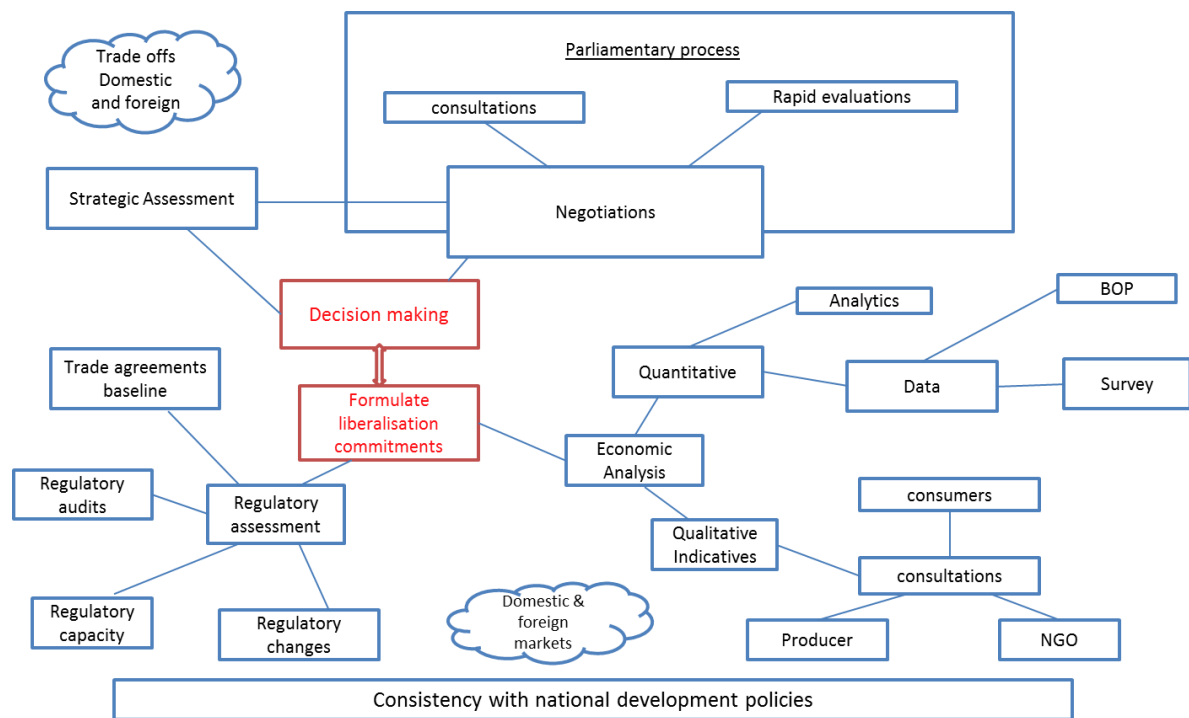 Trade offs
Domestic
and foreign
Parliamentary process
consultations
Rapid evaluations
Strategic Assessment
Negotiations
Decision making
Analytics
BOP
Trade agreements
baseline
Quantitative
Data
Survey
Formulate
liberalisation
commitments
Economic
Analysis
Regulatory
audits
Regulatory
assessment
consumers
Qualitative
Indicatives
consultations
Regulatory
capacity
Regulatory
changes
Domestic &
foreign
markets
Producer
NGO
Consistency with national development policies